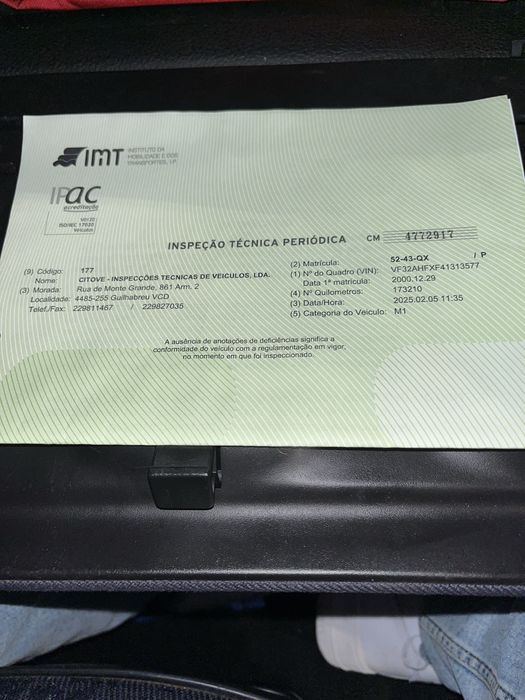 IMT INSTITUTO DA
MOBILIDADE E DOS
TRANSPORTES, I.P.
IPAC
acreditação
ISO/IEC 17020
Veículos
INSPEÇÃO TÉCNICA PERIÓDICA CM 4772917
(9) Código: 177
Nome: CITOVE - INSPECÇÕES TECNICAS DE VEICULOS, LDA.
(3) Morada: Rua de Monte Grande, 861 Arm. 2
Localidade: 4485-255 Guilhabreu VCD
Telef./Fax: 229811467 / 229827035
(2) Matrícula: 52-43-QX / P
(1) Nº do Quadro (VIN): VF32AHFXF41313577
Data 1ª matrícula: 2000.12.29
(4) Nº Quilometros: 173210
(3) Data/Hora: 2025.02.05 11:35
(5) Categoria do Veículo: M1
A ausência de anotações de deficiências significa a
conformidade do veículo com a regulamentação em vigor,
no momento em que foi inspeccionado.